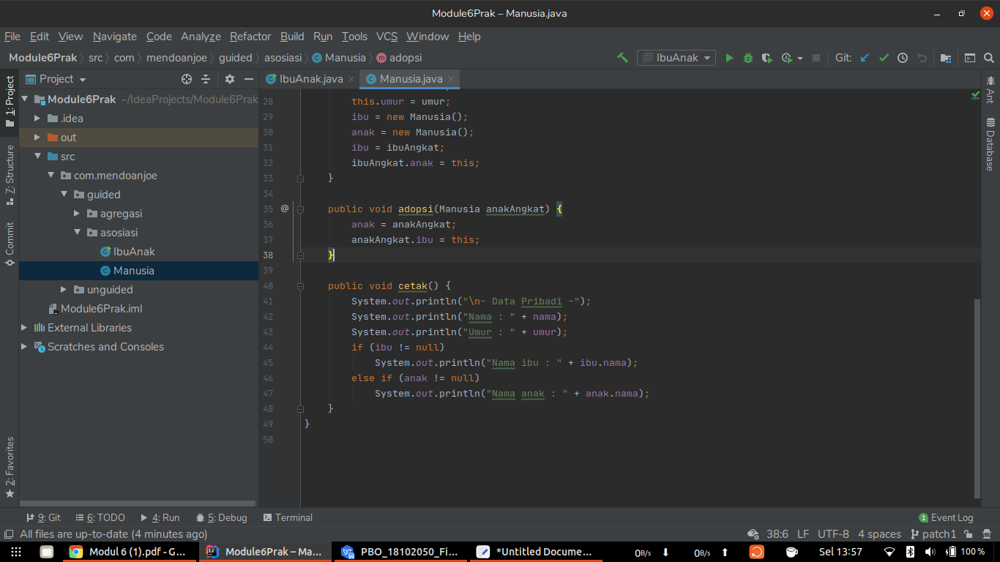 Module6Prak – Manusia.java
File Edit View Navigate Code Analyze Refactor Build Run Tools VCS Window Help
Module6Prak src com mendoanjoe guided asosiasi Manusia adopsi IbuAnak Git:
1: Project
Z: Structure
Commit
2: Favorites
Project
Module6Prak ~/IdeaProjects/Module6Prak
.idea
out
src
com.mendoanjoe
guided
agregasi
asosiasi
IbuAnak
Manusia
unguided
Module6Prak.iml
External Libraries
Scratches and Consoles
IbuAnak.java Manusia.java
28 this.umur = umur;
29 ibu = new Manusia();
30 anak = new Manusia();
31 ibu = ibuAngkat;
32 ibuAngkat.anak = this;
33 }
34
35 @ public void adopsi(Manusia anakAngkat) {
36 anak = anakAngkat;
37 anakAngkat.ibu = this;
38 }
39
40 public void cetak() {
41 System.out.println("\n- Data Pribadi -");
42 System.out.println("Nama : " + nama);
43 System.out.println("Umur : " + umur);
44 if (ibu != null)
45 System.out.println("Nama ibu : " + ibu.nama);
46 else if (anak != null)
47 System.out.println("Nama anak : " + anak.nama);
48 }
49 }
50
Ant
Database
9: Git 6: TODO 4: Run 5: Debug Terminal 1 Event Log
All files are up-to-date (4 minutes ago) 38:6 LF UTF-8 4 spaces patch1
Modul 6 (1).pdf - G... Module6Prak – Ma... PBO_18102050_Fi... *Untitled Docume... 0B/s 0B/s Sel 13:57 100 %